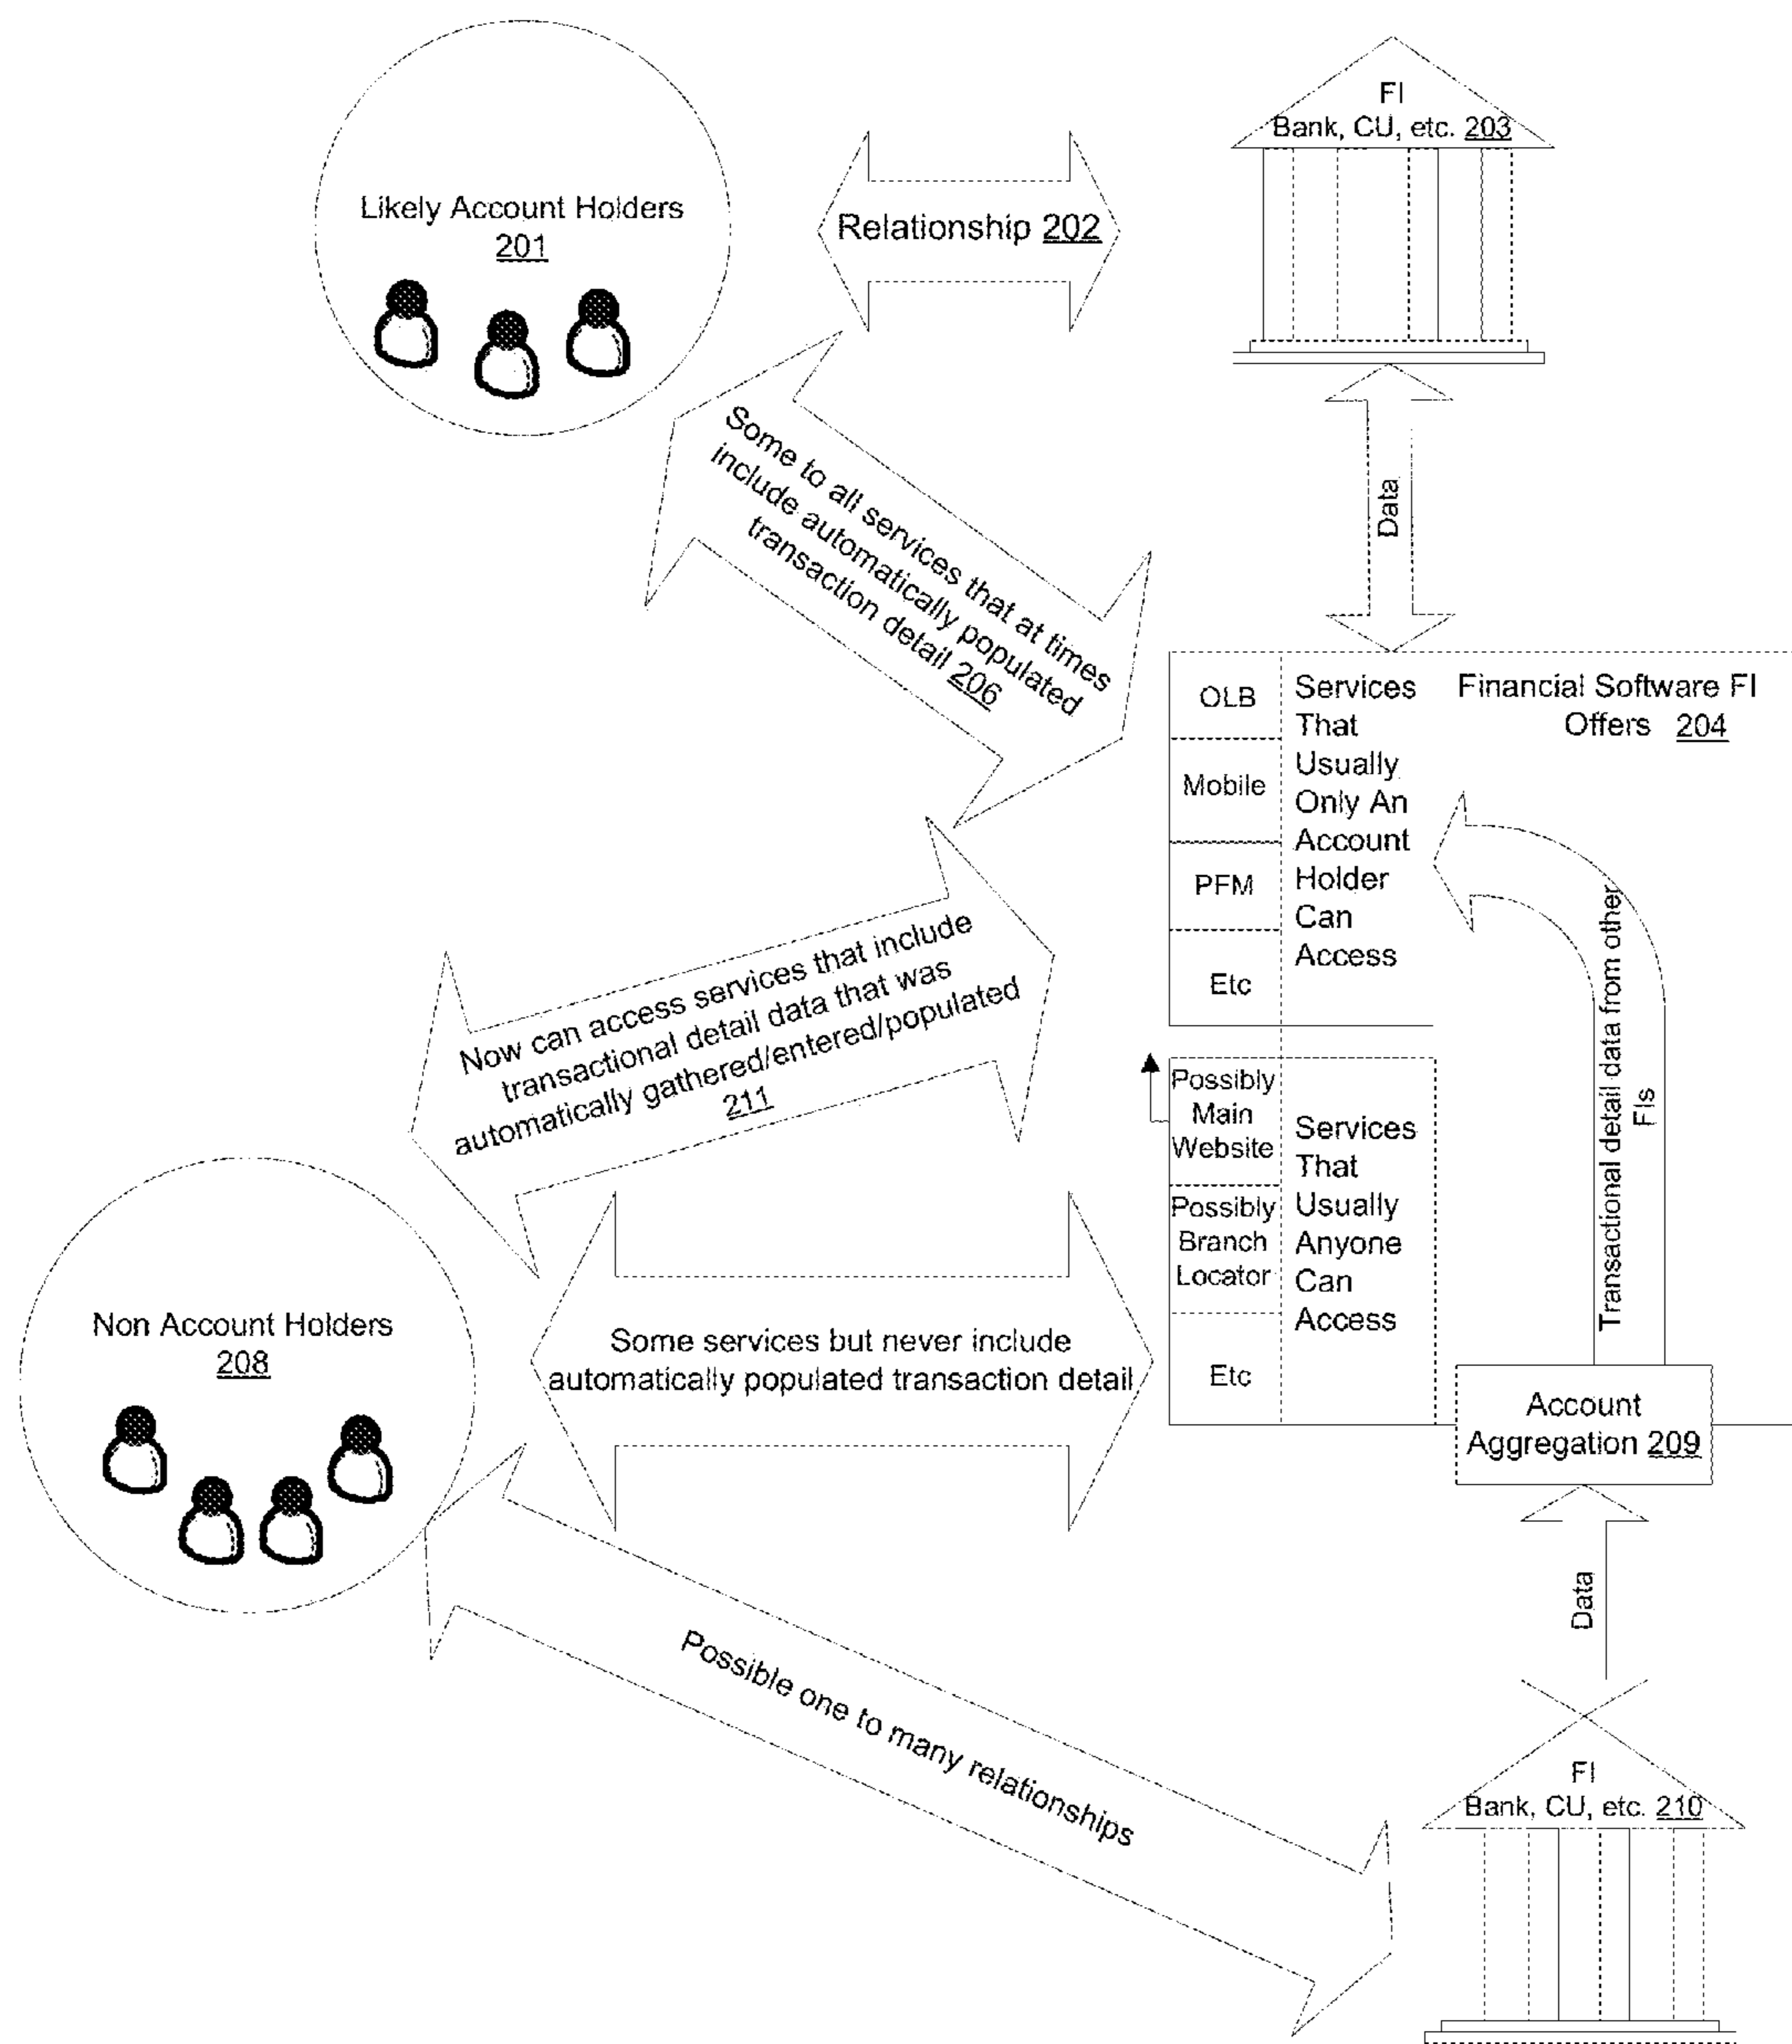 FI
Bank, CU, etc. 203
Likely Account Holders
201
Relationship 202
Some to all services that at times
include automatically populated
transaction detail 206
Data
OLB
Mobile
PFM
Etc
Services
That
Usually
Only An
Account
Holder
Can
Access
Financial Software FI
Offers 204
Now can access services that include
transactional detail data that was
automatically gathered/entered/populated
211
Possibly
Main
Website
Possibly
Branch
Locator
Etc
Services
That
Usually
Anyone
Can
Access
Transactional detail data from other
FIs
Non Account Holders
208
Some services but never include
automatically populated transaction detail
Account
Aggregation 209
Data
Possible one to many relationships
FI
Bank, CU, etc. 210